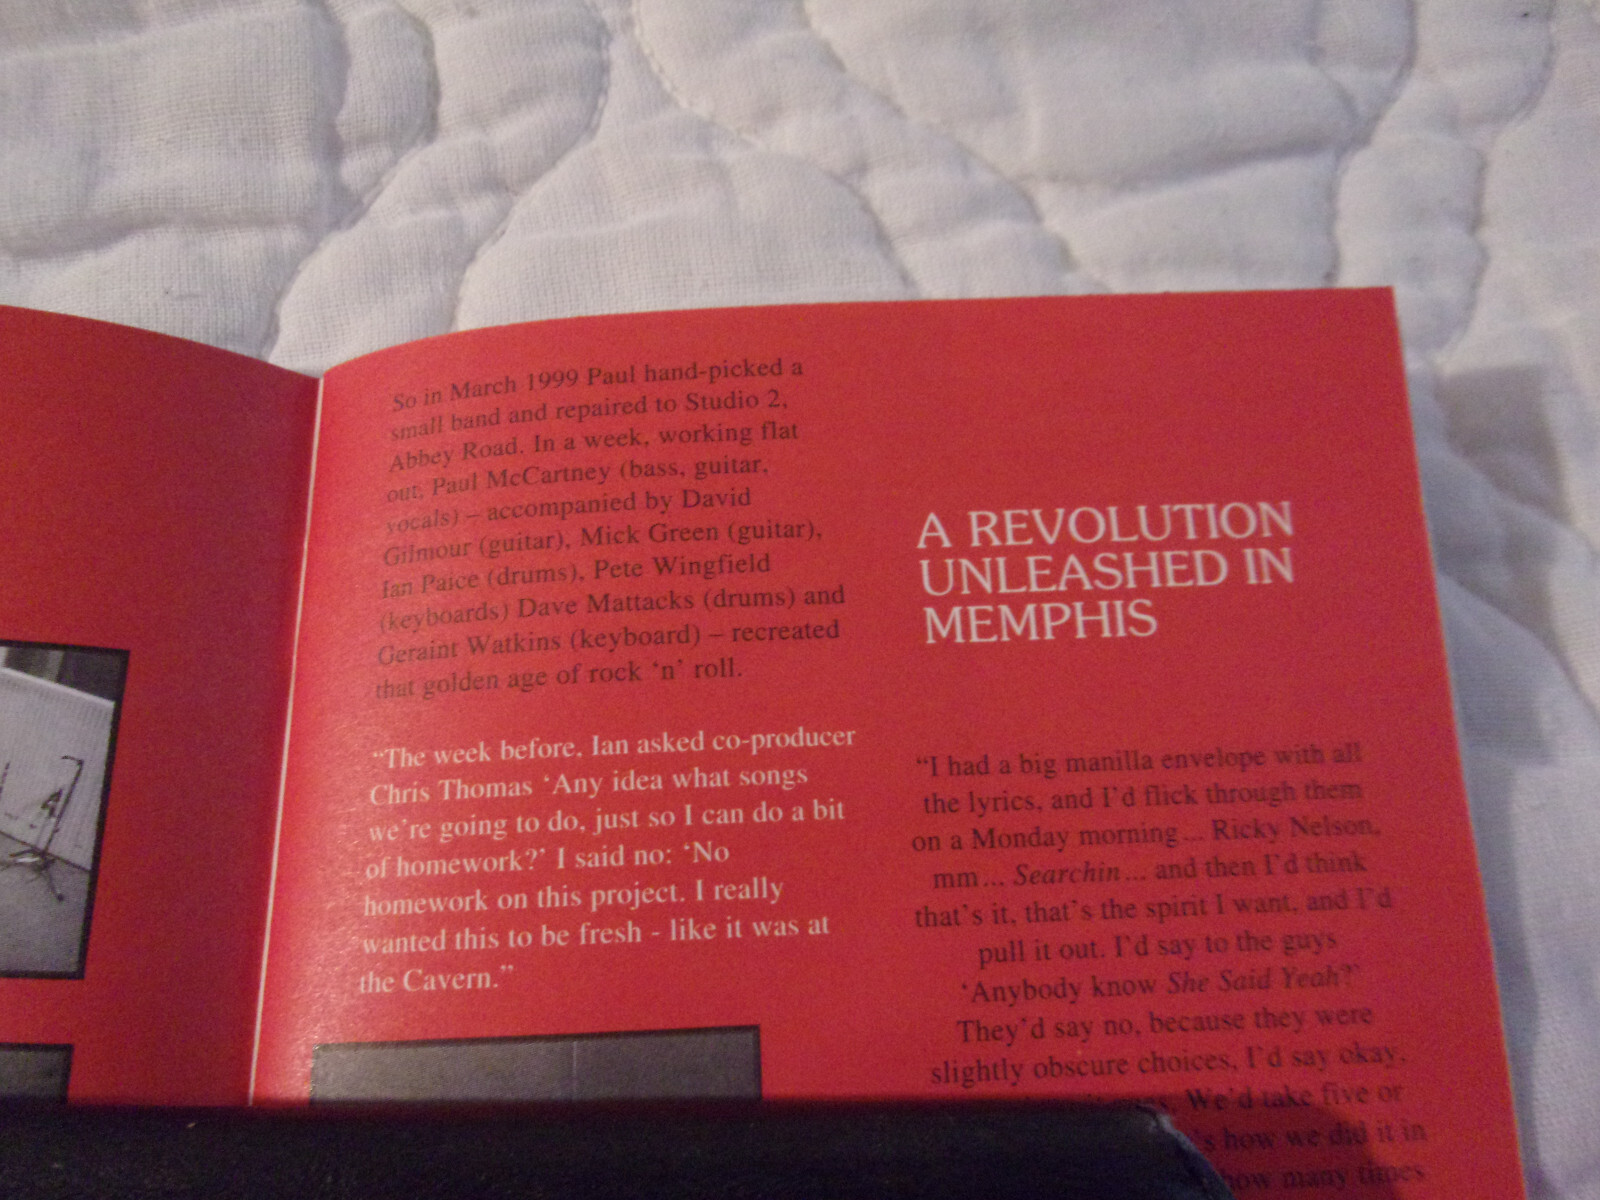 So in March 1999 Paul hand-picked a
small band and repaired to Studio 2,
Abbey Road. In a week, working flat
out, Paul McCartney (bass, guitar,
vocals) – accompanied by David
Gilmour (guitar), Mick Green (guitar),
Ian Paice (drums), Pete Wingfield
(keyboards) Dave Mattacks (drums) and
Geraint Watkins (keyboard) – recreated
that golden age of rock ‘n’ roll.
“The week before, Ian asked co-producer
Chris Thomas ‘Any idea what songs
we’re going to do, just so I can do a bit
of homework?’ I said no: ‘No
homework on this project. I really
wanted this to be fresh - like it was at
the Cavern.”
A REVOLUTION
UNLEASHED IN
MEMPHIS
“I had a big manilla envelope with all
the lyrics, and I’d flick through them
on a Monday morning... Ricky Nelson,
mm... Searchin... and then I’d think
that’s it, that’s the spirit I want, and I’d
pull it out. I’d say to the guys
‘Anybody know She Said Yeah?’
They’d say no, because they were
slightly obscure choices, I’d say okay,
We’d take five or
how we did it in
how many times